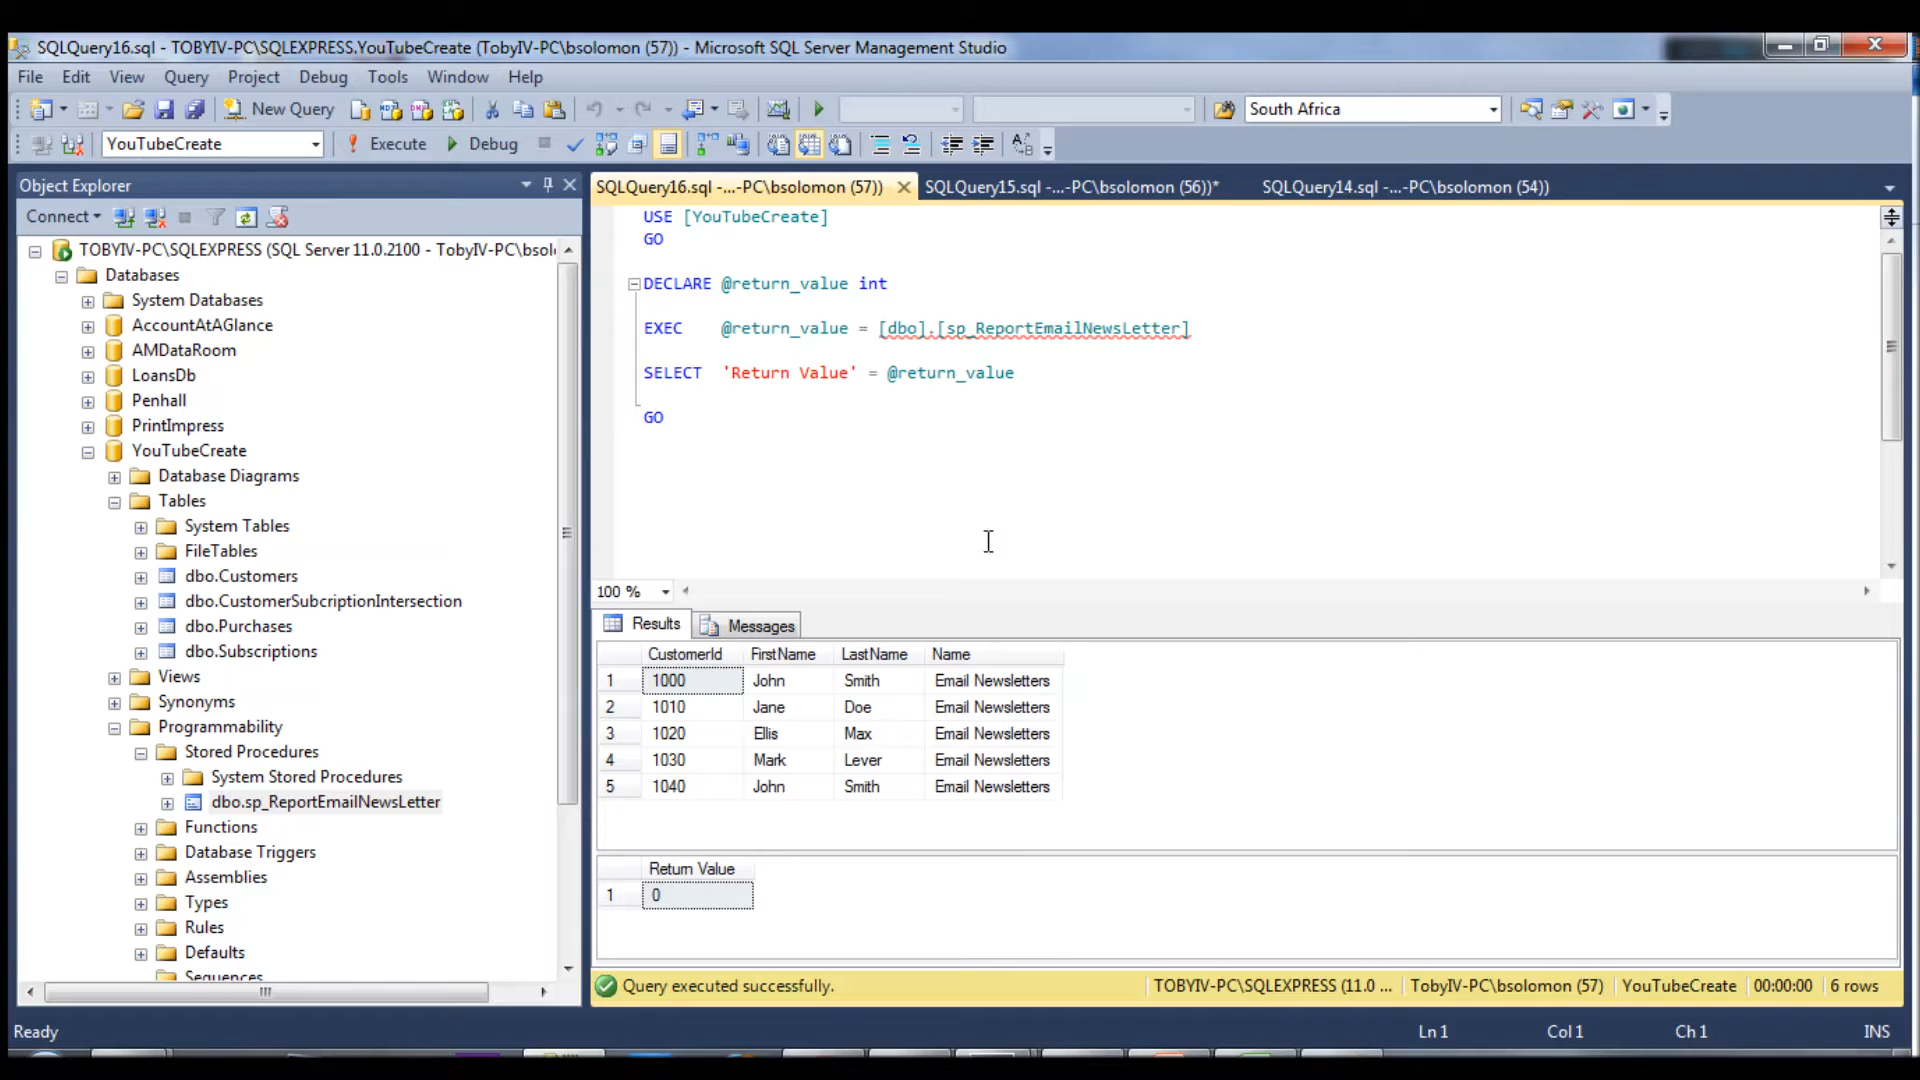 SQLQuery16.sql - TOBYIV-PC\SQLEXPRESS.YouTubeCreate (TobyIV-PC\bsolomon (57)) - Microsoft SQL Server Management Studio
File Edit View Query Project Debug Tools Window Help
New Query South Africa
YouTubeCreate Execute Debug
Object Explorer
Connect
TOBYIV-PC\SQLEXPRESS (SQL Server 11.0.2100 - TobyIV-PC\bsol
Databases
System Databases
AccountAtAGlance
AMDataRoom
LoansDb
Penhall
PrintImpress
YouTubeCreate
Database Diagrams
Tables
System Tables
FileTables
dbo.Customers
dbo.CustomerSubcriptionIntersection
dbo.Purchases
dbo.Subscriptions
Views
Synonyms
Programmability
Stored Procedures
System Stored Procedures
dbo.sp_ReportEmailNewsLetter
Functions
Database Triggers
Assemblies
Types
Rules
Defaults
Sequences
SQLQuery16.sql -...-PC\bsolomon (57)) SQLQuery15.sql -...-PC\bsolomon (56))* SQLQuery14.sql -...-PC\bsolomon (54))
USE [YouTubeCreate]
GO
DECLARE @return_value int
EXEC @return_value = [dbo].[sp_ReportEmailNewsLetter]
SELECT 'Return Value' = @return_value
GO
100 %
Results Messages
CustomerId FirstName LastName Name
1 1000 John Smith Email Newsletters
2 1010 Jane Doe Email Newsletters
3 1020 Ellis Max Email Newsletters
4 1030 Mark Lever Email Newsletters
5 1040 John Smith Email Newsletters
Return Value
1 0
Query executed successfully. TOBYIV-PC\SQLEXPRESS (11.0 ... TobyIV-PC\bsolomon (57) YouTubeCreate 00:00:00 6 rows
Ready Ln 1 Col 1 Ch 1 INS